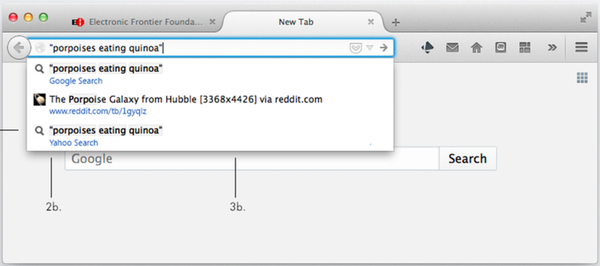 Electronic Frontier Founda...
New Tab
"porpoises eating quinoa"
"porpoises eating quinoa"
Google Search
The Porpoise Galaxy from Hubble [3368x4426] via reddit.com
www.reddit.com/tb/1gyqlz
"porpoises eating quinoa"
Yahoo Search
Google
Search
2b.
3b.